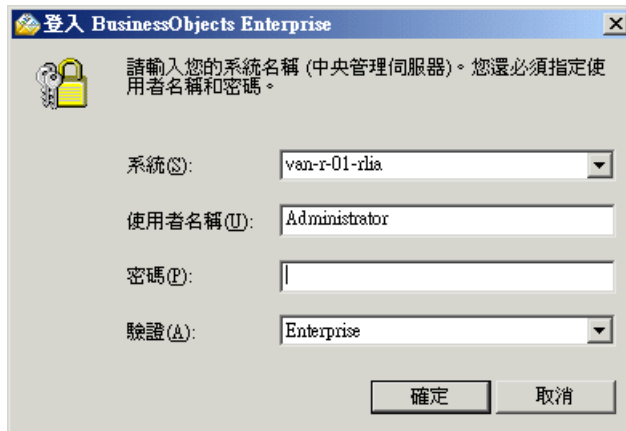 登入 BusinessObjects Enterprise
請輸入您的系統名稱 (中央管理伺服器)。您還必須指定使
用者名稱和密碼。
系統(S): van-r-01-rlia
使用者名稱(U): Administrator
密碼(P):
驗證(A): Enterprise
確定 取消